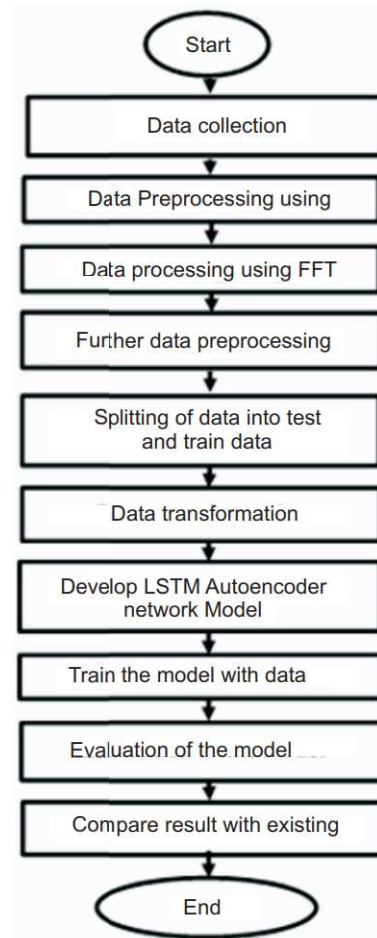 Start
Data collection
Data Preprocessing using
Data processing using FFT
Further data preprocessing
Splitting of data into test
and train data
Data transformation
Develop LSTM Autoencoder
network Model
Train the model with data
Evaluation of the model
Compare result with existing
End